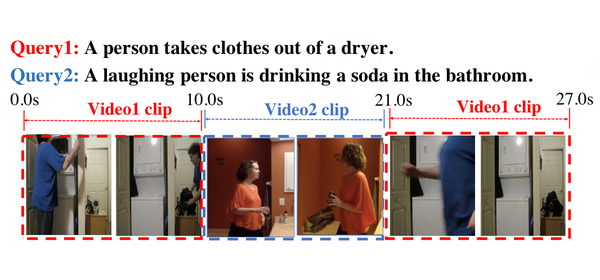 Query1: A person takes clothes out of a dryer.
Query2: A laughing person is drinking a soda in the bathroom.
0.0s 10.0s 21.0s 27.0s
Video1 clip Video2 clip Video1 clip